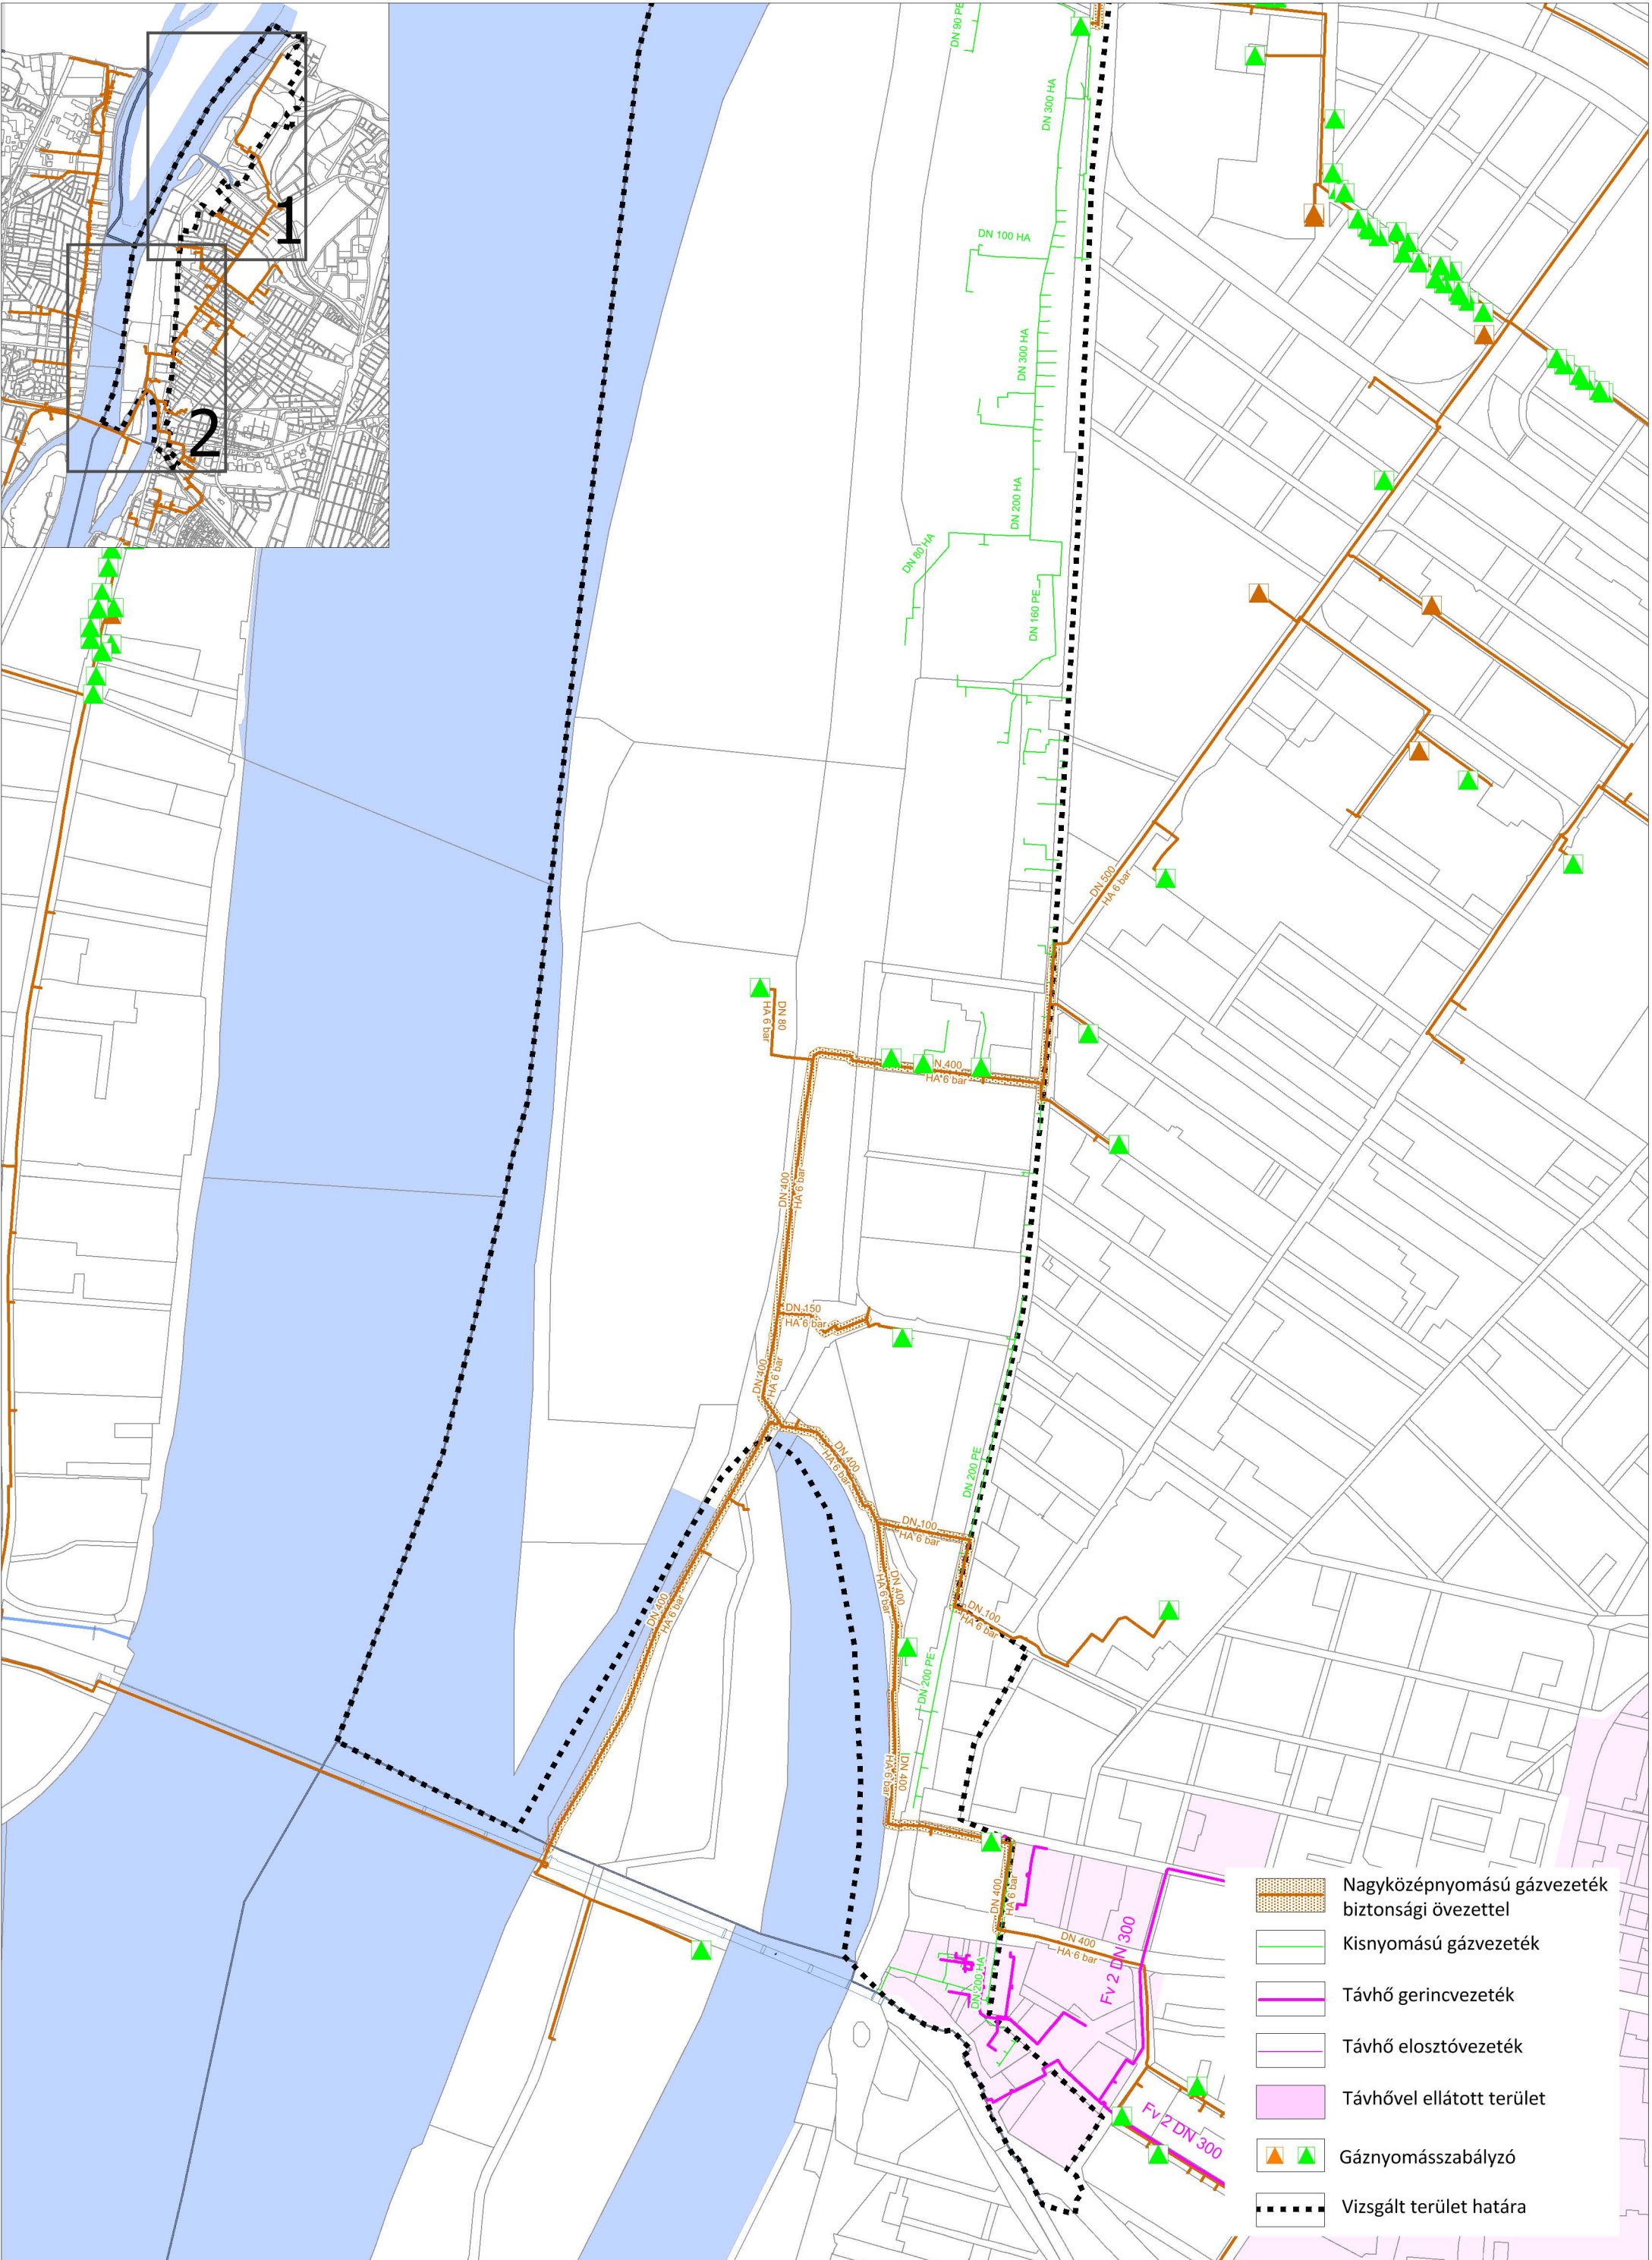 1
2
DN 90 PE
DN 300 HA
DN 100 HA
DN 300 HA
DN 200 HA
DN 80 HA
DN 160 PE
DN 500
HA 6 bar
DN 80
HA 6 bar
N 400
HA 6 bar
DN 400
HA 6 bar
DN 150
HA 6 bar
DN 400
HA 6 bar
DN 400
HA 6 bar
DN 200 PE
DN 100
HA 6 bar
DN 400
HA 6 bar
DN 400
HA 6 bar
DN 100
HA 6 bar
DN 200 PE
DN 400
HA 6 bar
DN 400
HA 6 bar
DN 400
HA 6 bar
Fv 2 DN 300
DN 200 HA
Fv 2 DN 300
Nagyközépnyomású gázvezeték
biztonsági övezettel
Kisnyomású gázvezeték
Távhő gerincvezeték
Távhő elosztóvezeték
Távhővel ellátott terület
Gáznyomásszabályzó
Vizsgált terület határa